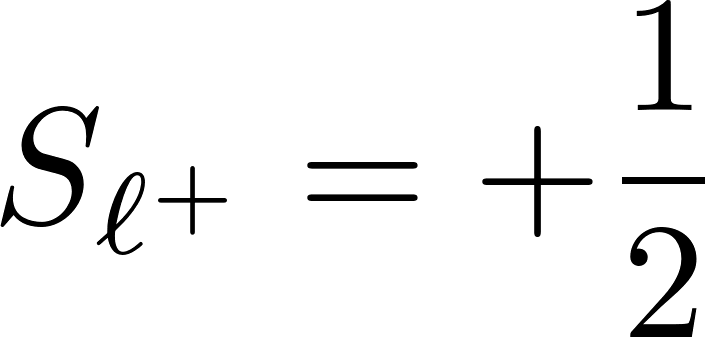 S_{\ell+} = +\frac{1}{2}